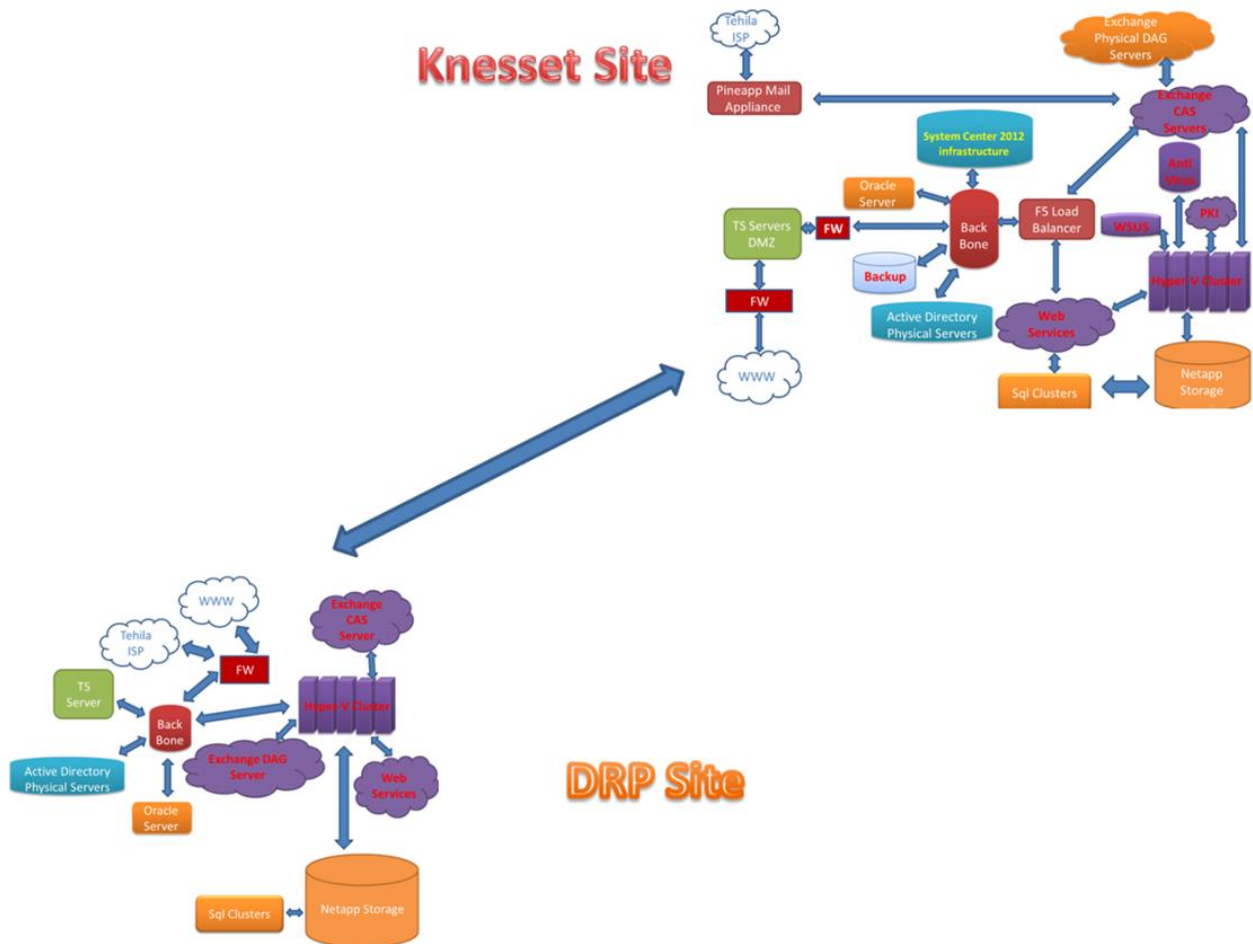 Knesset Site
Tehila
ISP
Exchange
Physical DAG
Servers
Pineapp Mail
Appliance
Exchange
CAS
Servers
System Center 2012
infrastructure
Anti
Virus
Oracle
Server
TS Servers
DMZ
FW
Back
Bone
F5 Load
Balancer
WSUS
PKI
Backup
Hyper-V Cluster
FW
Active Directory
Physical Servers
Web
Services
WWW
Sql Clusters
Netapp
Storage
WWW
Exchange
CAS
Server
Tehila
ISP
FW
TS
Server
Hyper-V Cluster
Back
Bone
Exchange DAG
Server
Active Directory
Physical Servers
Web
Services
DRP Site
Oracle
Server
Sql Clusters
Netapp Storage